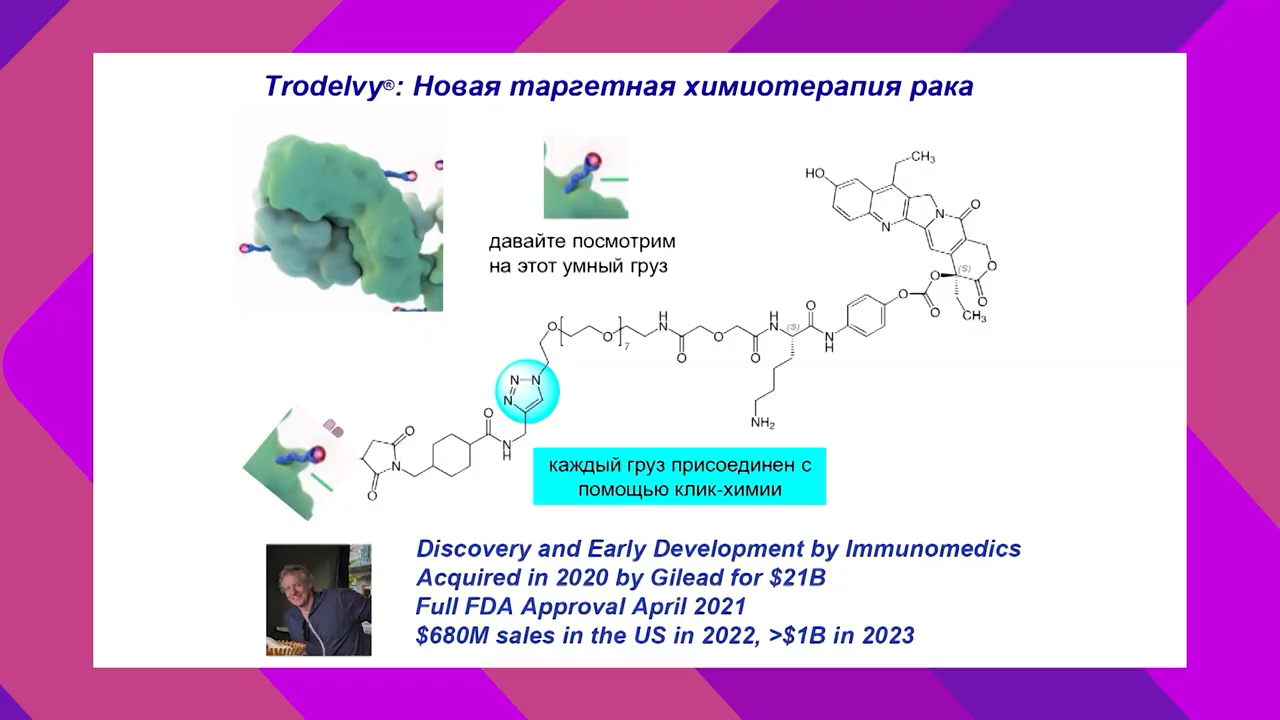 Trodelvy®: Новая таргетная химиотерапия рака
давайте посмотрим
на этот умный груз
CH3
HO
N
N
O
O
O
O
(S)
CH3
O
O
O
O
N
H
(S)
H
N
O
O
O
H
N
O
7
O
NH2
N
N
N
O
N
H
O
N
O
каждый груз присоединен с
помощью клик-химии
Discovery and Early Development by Immunomedics
Acquired in 2020 by Gilead for $21B
Full FDA Approval April 2021
$680M sales in the US in 2022, >$1B in 2023